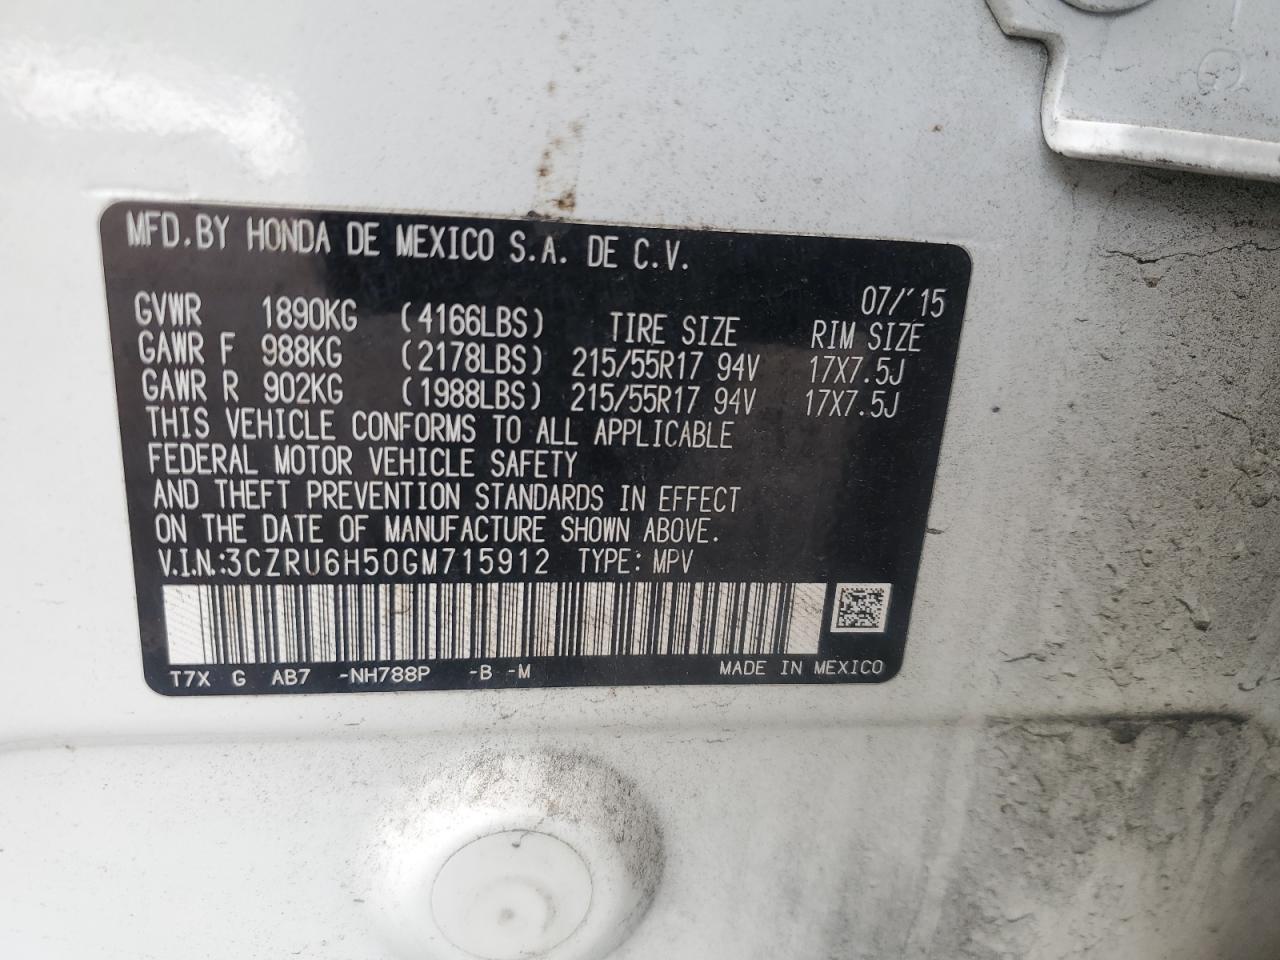 MFD.BY HONDA DE MEXICO S.A. DE C.V.
07/'15
GVWR 1890KG (4166LBS) TIRE SIZE RIM SIZE
GAWR F 988KG (2178LBS) 215/55R17 94V 17X7.5J
GAWR R 902KG (1988LBS) 215/55R17 94V 17X7.5J
THIS VEHICLE CONFORMS TO ALL APPLICABLE
FEDERAL MOTOR VEHICLE SAFETY
AND THEFT PREVENTION STANDARDS IN EFFECT
ON THE DATE OF MANUFACTURE SHOWN ABOVE.
V.I.N.:3CZRU6H50GM715912 TYPE: MPV
T7X G AB7 -NH788P -B -M MADE IN MEXICO